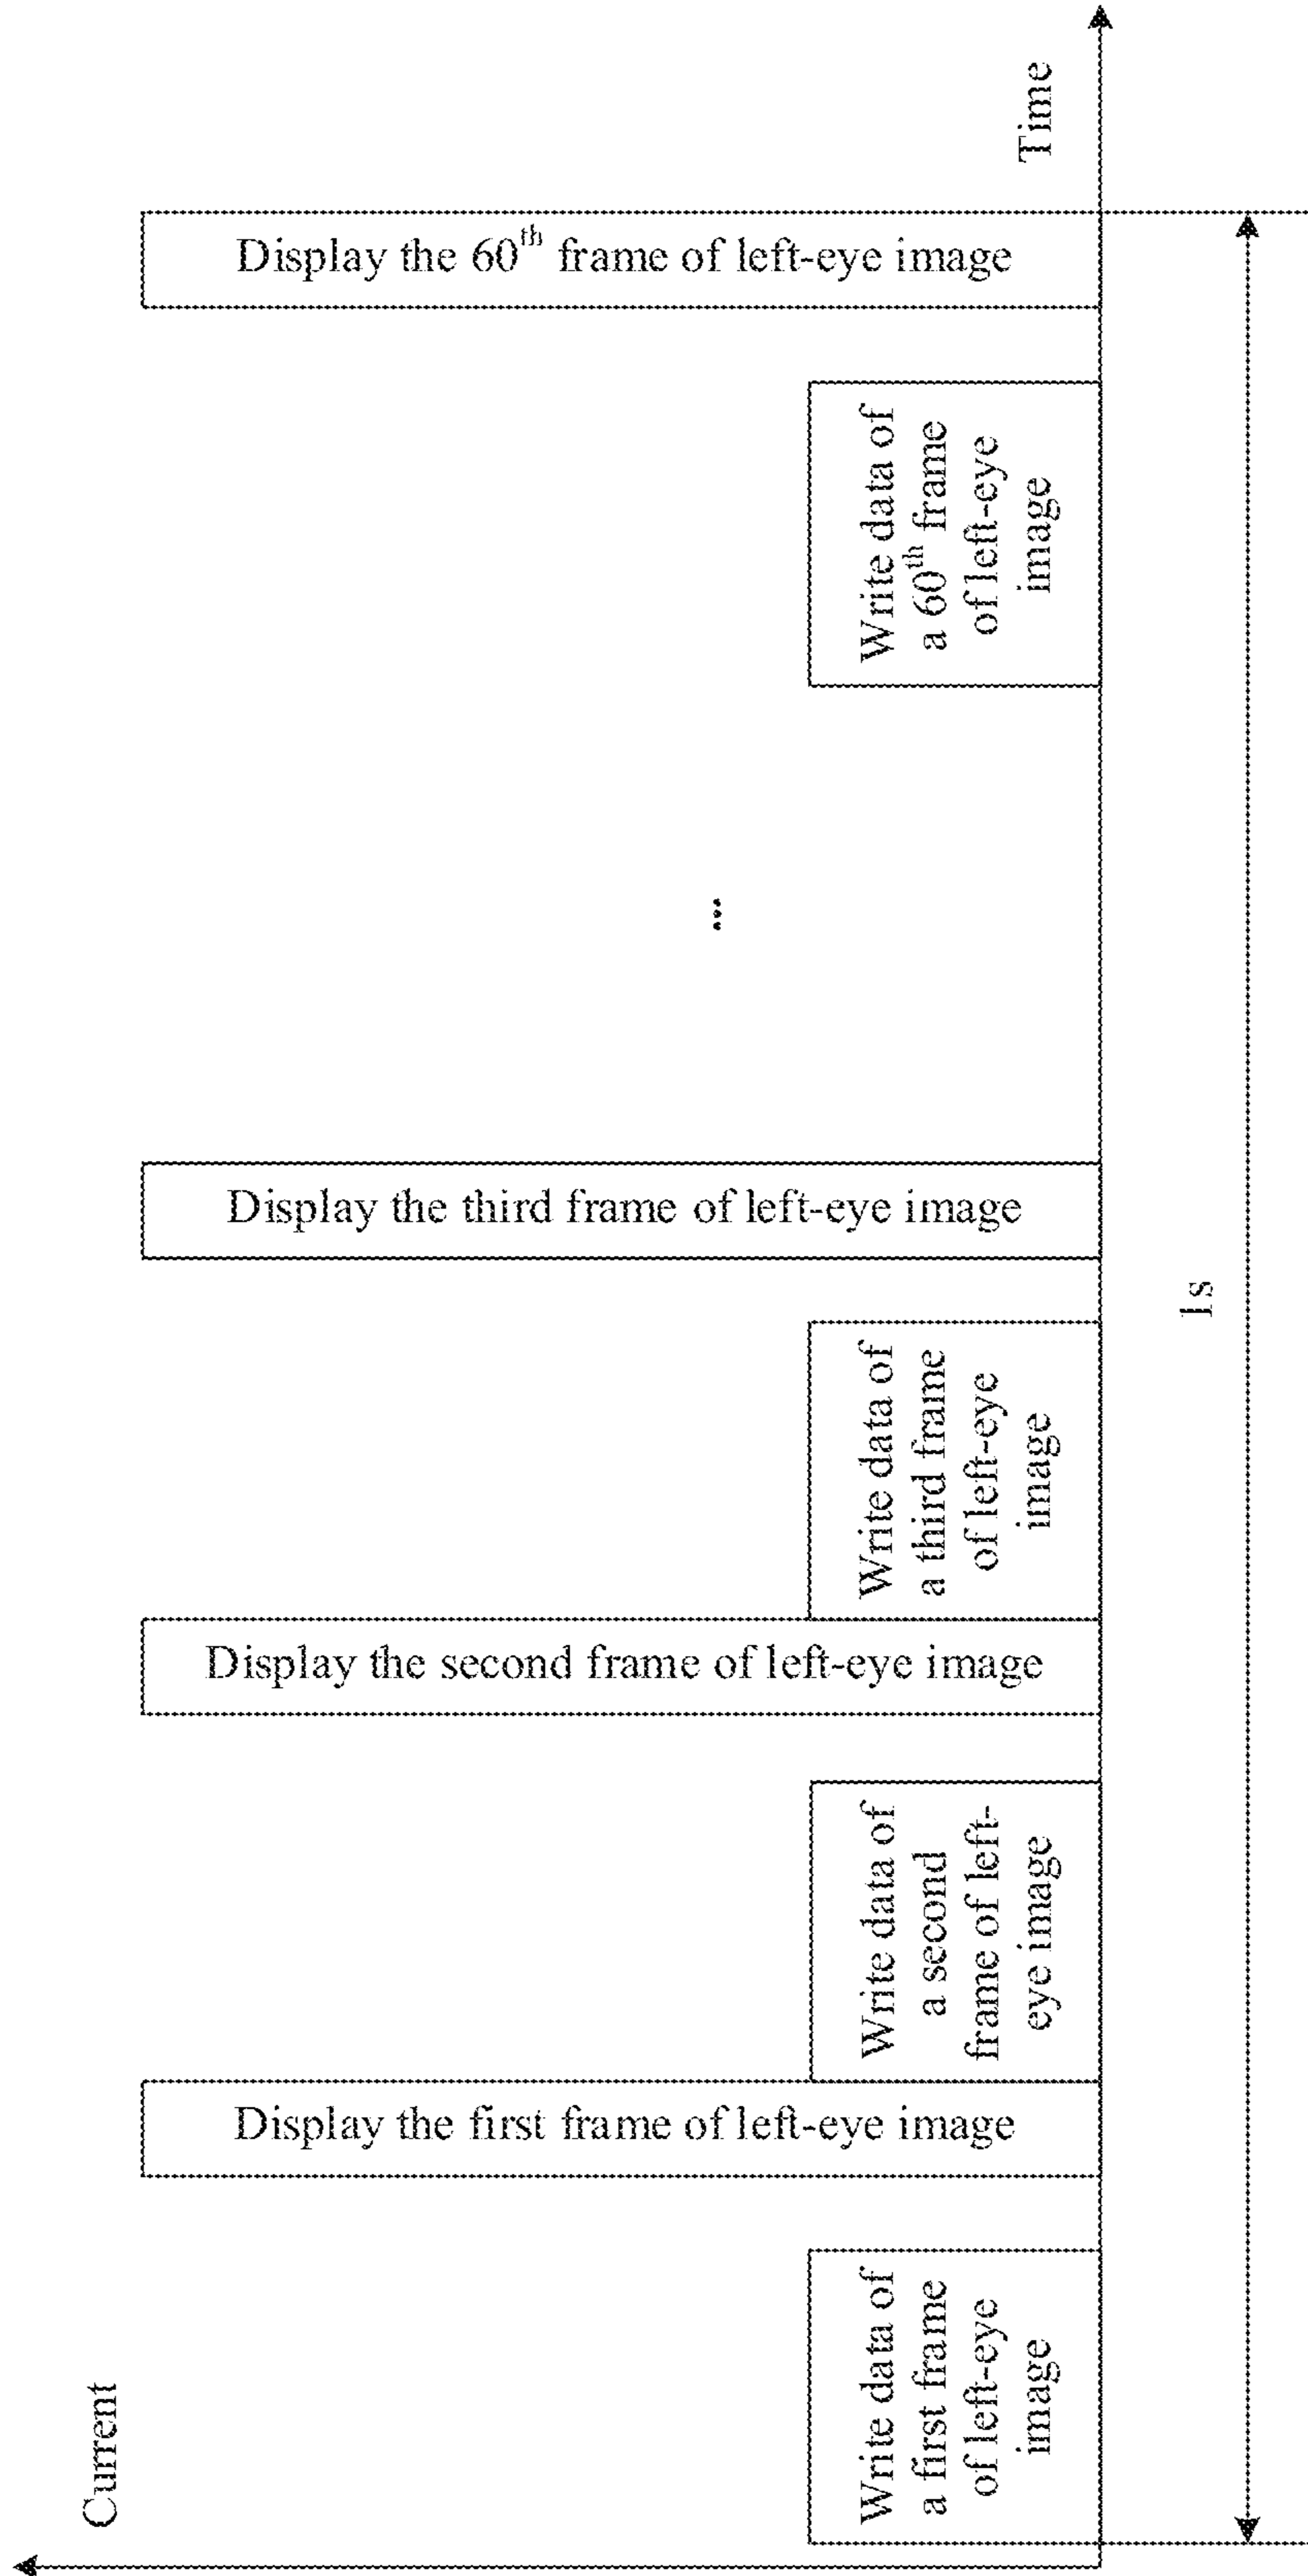 Current
Write data of
a first frame
of left-eye
image
Display the first frame of left-eye image
Write data of
a second
frame of left-
eye image
Display the second frame of left-eye image
Write data of
a third frame
of left-eye
image
Display the third frame of left-eye image
...
Write data of
a 60th frame
of left-eye
image
Display the 60th frame of left-eye image
Time
1s